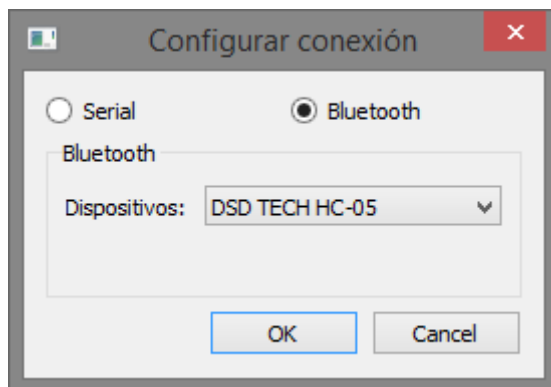 Configurar conexión
Serial Bluetooth
Bluetooth
Dispositivos: DSD TECH HC-05
OK Cancel